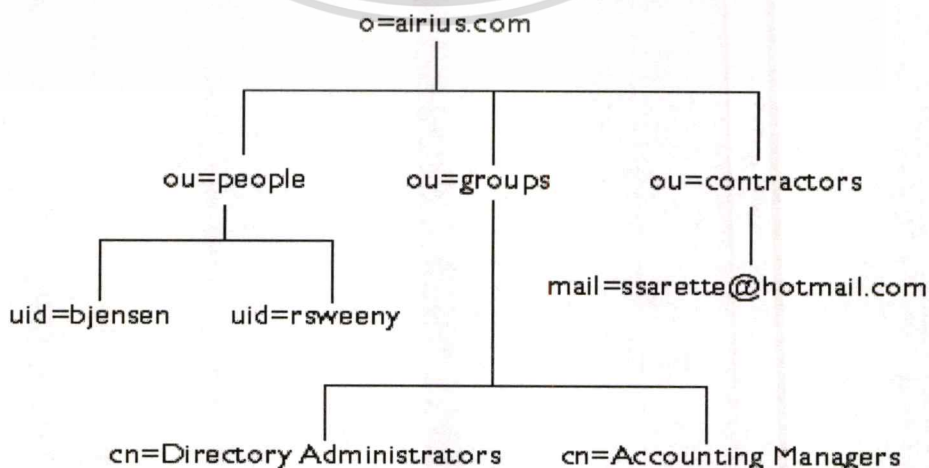 o=airius.com
ou=people ou=groups ou=contractors
mail=ssarette@hotmail.com
uid=bjensen uid=rsweeny
cn=Directory Administrators cn=Accounting Managers